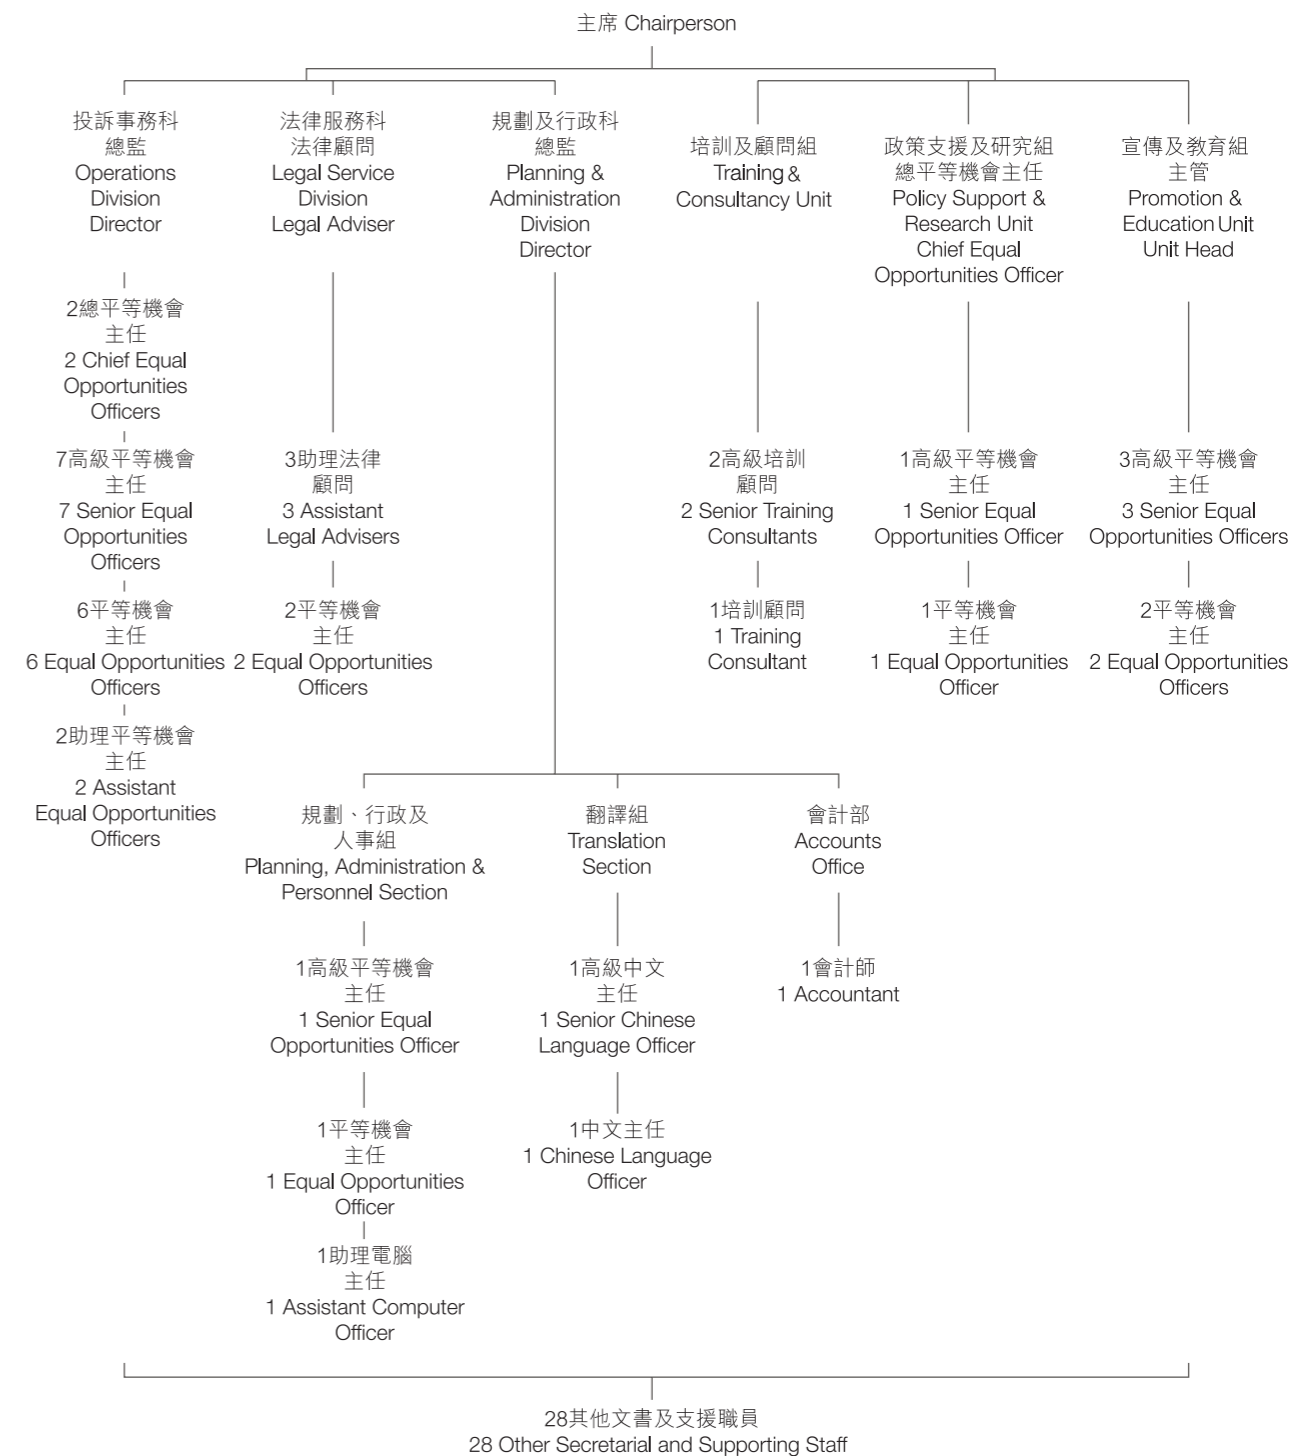 主席 Chairperson
投訴事務科
總監
Operations
Division
Director
法律服務科
法律顧問
Legal Service
Division
Legal Adviser
規劃及行政科
總監
Planning &
Administration
Division
Director
培訓及顧問組
Training &
Consultancy Unit
政策支援及研究組
總平等機會主任
Policy Support &
Research Unit
Chief Equal
Opportunities Officer
宣傳及教育組
主管
Promotion &
Education Unit
Unit Head
2總平等機會
主任
2 Chief Equal
Opportunities
Officers
7高級平等機會
主任
7 Senior Equal
Opportunities
Officers
6平等機會
主任
6 Equal Opportunities
Officers
2助理平等機會
主任
2 Assistant
Equal Opportunities
Officers
3助理法律
顧問
3 Assistant
Legal Advisers
2平等機會
主任
2 Equal Opportunities
Officers
2高級培訓
顧問
2 Senior Training
Consultants
1培訓顧問
1 Training
Consultant
1高級平等機會
主任
1 Senior Equal
Opportunities Officer
1平等機會
主任
1 Equal Opportunities
Officer
3高級平等機會
主任
3 Senior Equal
Opportunities Officers
2平等機會
主任
2 Equal Opportunities
Officers
規劃、行政及
人事組
Planning, Administration &
Personnel Section
1高級平等機會
主任
1 Senior Equal
Opportunities Officer
1平等機會
主任
1 Equal Opportunities
Officer
1助理電腦
主任
1 Assistant Computer
Officer
翻譯組
Translation
Section
1高級中文
主任
1 Senior Chinese
Language Officer
1中文主任
1 Chinese Language
Officer
會計部
Accounts
Office
1會計師
1 Accountant
28其他文書及支援職員
28 Other Secretarial and Supporting Staff